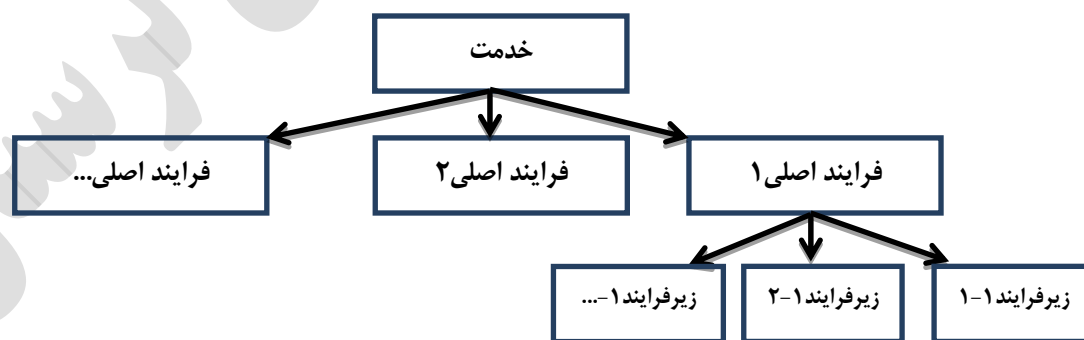 خدمت
فرایند اصلی۱
فرایند اصلی۲
فرایند اصلی...
زیرفرایند۱-۱
زیرفرایند۱-۲
زیرفرایند۱-...